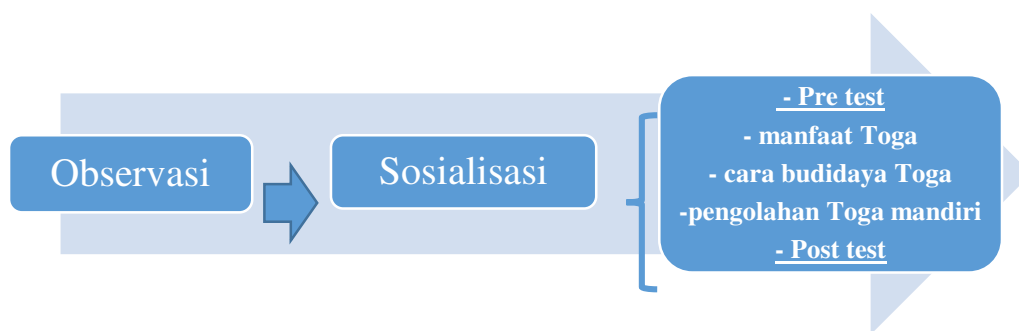 Observasi
Sosialisasi
- Pre test
- manfaat Toga
- cara budidaya Toga
-pengolahan Toga mandiri
- Post test